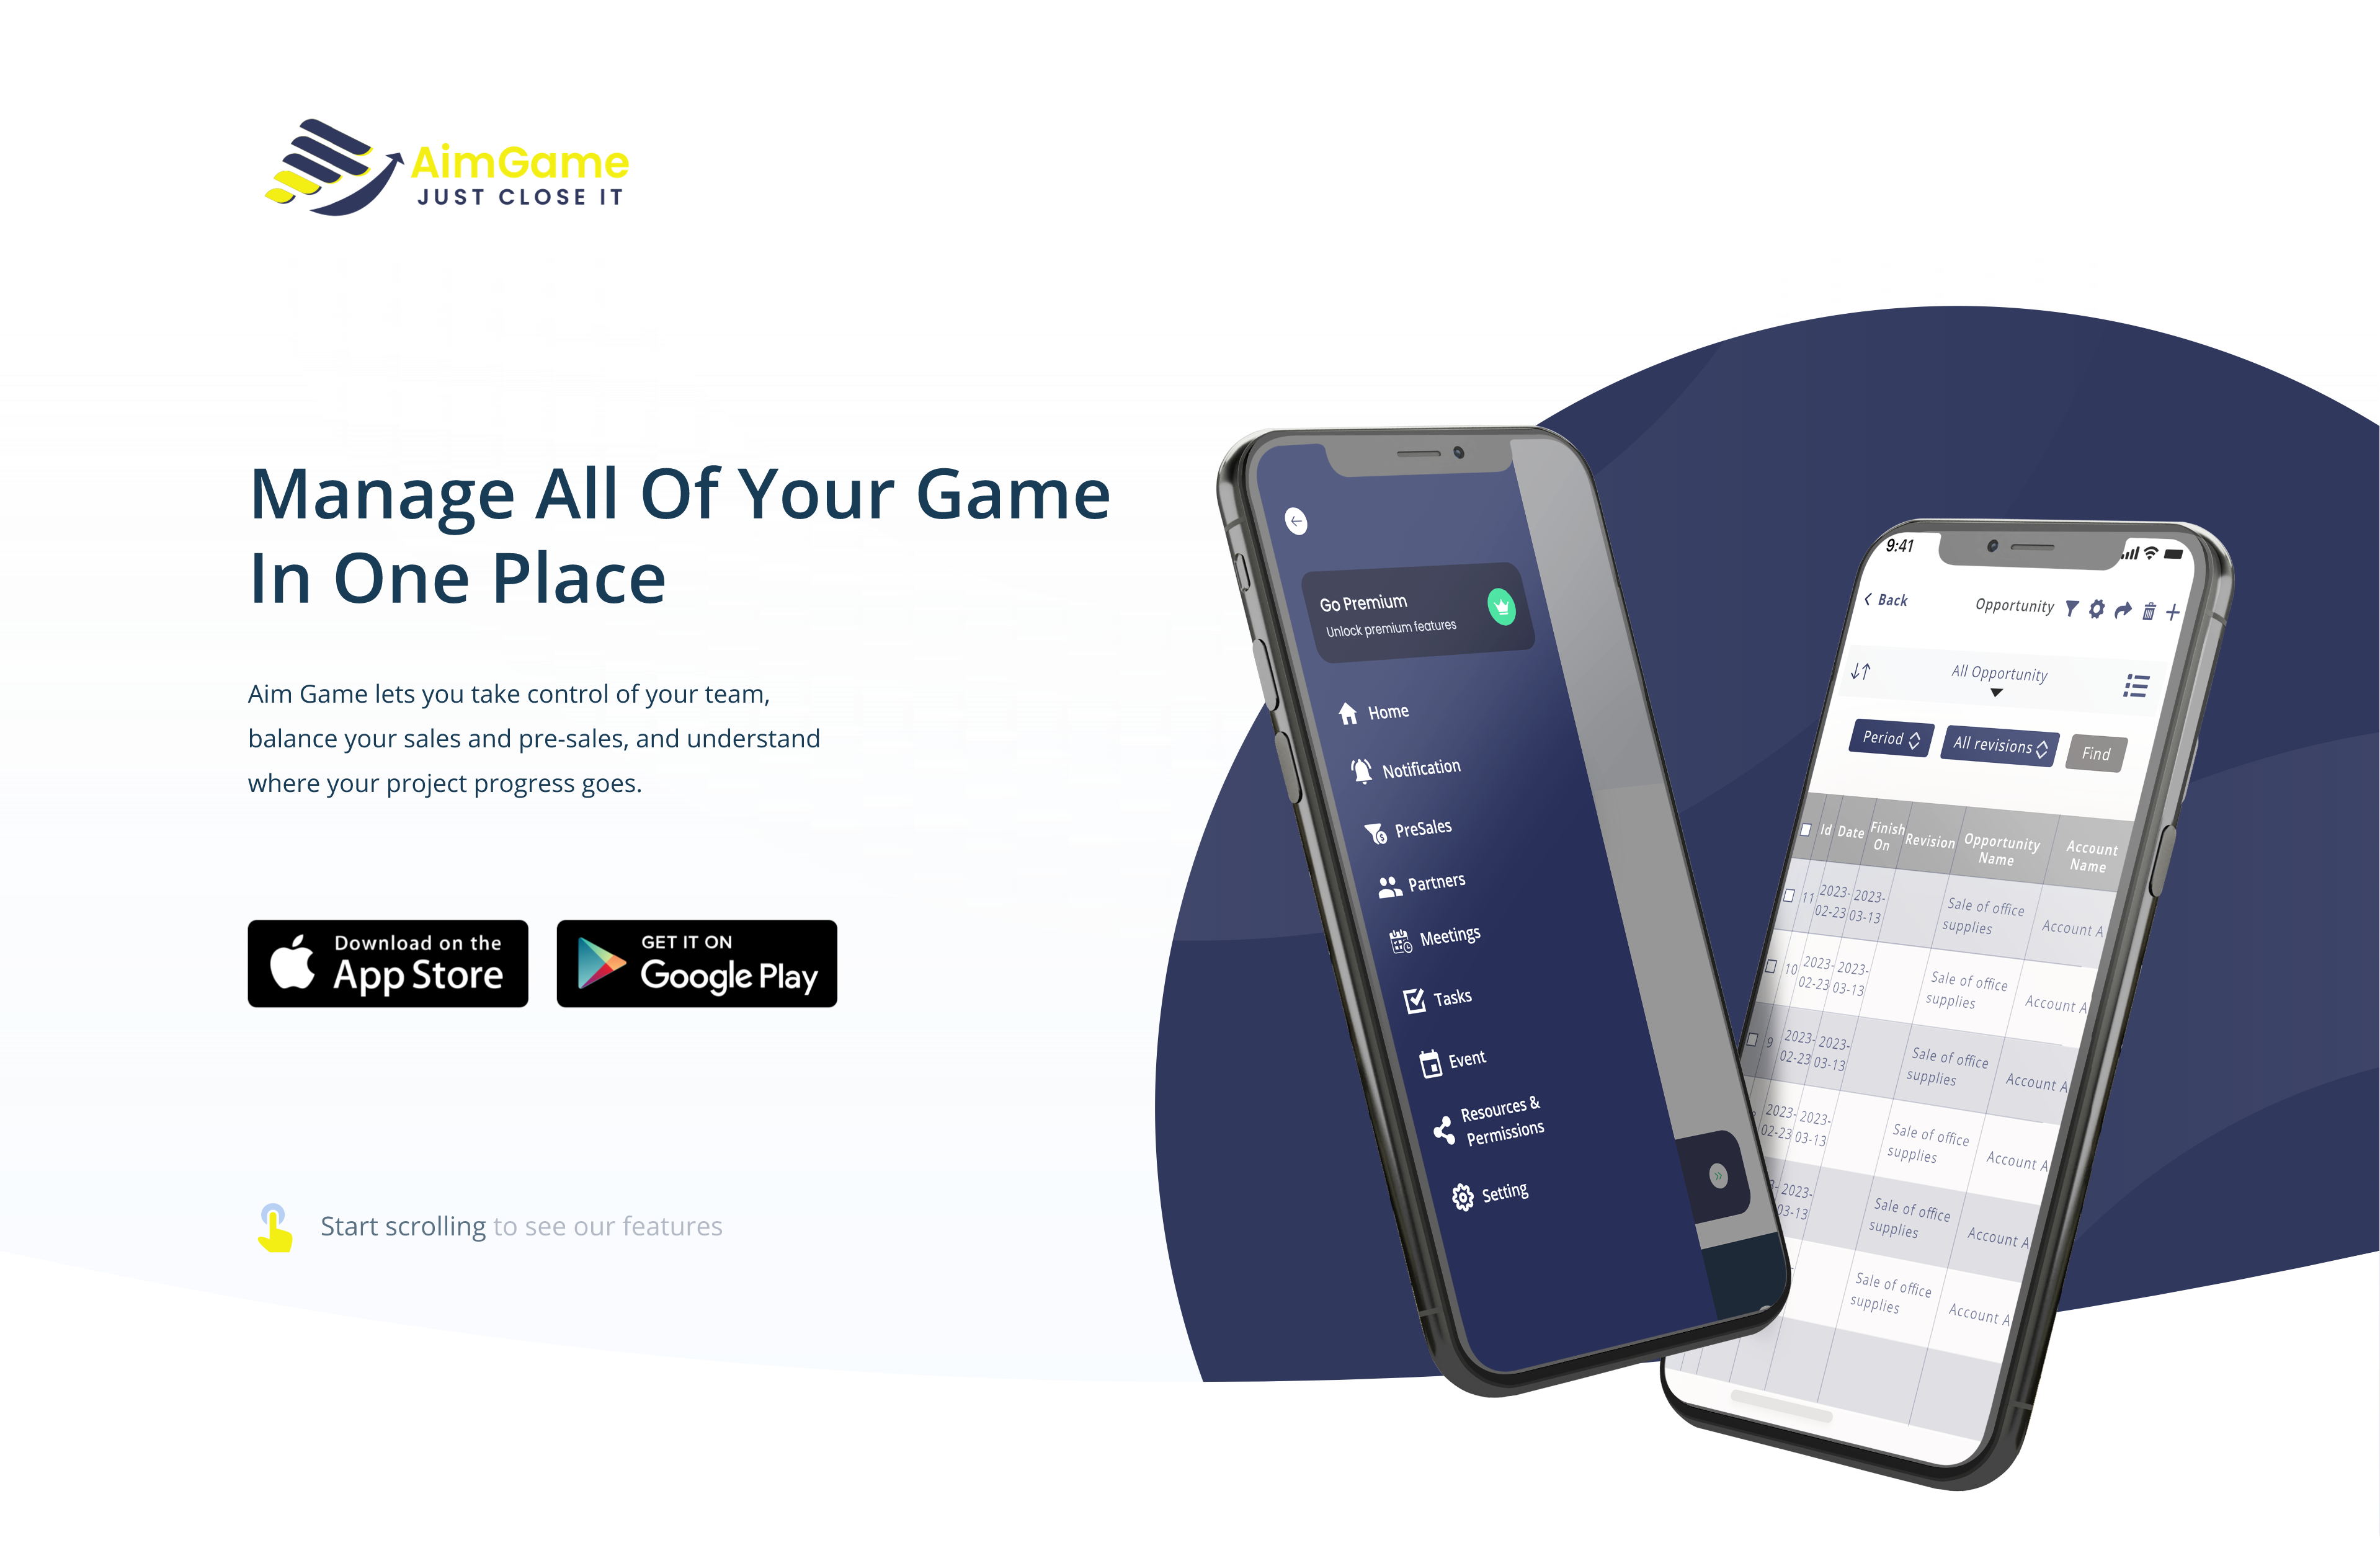 AimGame
JUST CLOSE IT
Manage All Of Your Game
In One Place
Aim Game lets you take control of your team,
balance your sales and pre-sales, and understand
where your project progress goes.
Download on the
App Store
GET IT ON
Google Play
Start scrolling to see our features
Go Premium
Unlock premium features
Home
Notification
PreSales
Partners
Meetings
Tasks
Event
Resources &
Permissions
Setting
9:41
Back
Opportunity
All Opportunity
Period
All revisions
Find
Id Date Finish On Revision Opportunity Name Account Name
11 2023-02-23 2023-03-13 Sale of office supplies Account A
10 2023-02-23 2023-03-13 Sale of office supplies Account A
9 2023-02-23 2023-03-13 Sale of office supplies Account A
2023-02-23 2023-03-13 Sale of office supplies Account A
2023-03-13 Sale of office supplies Account A
Sale of office supplies Account A